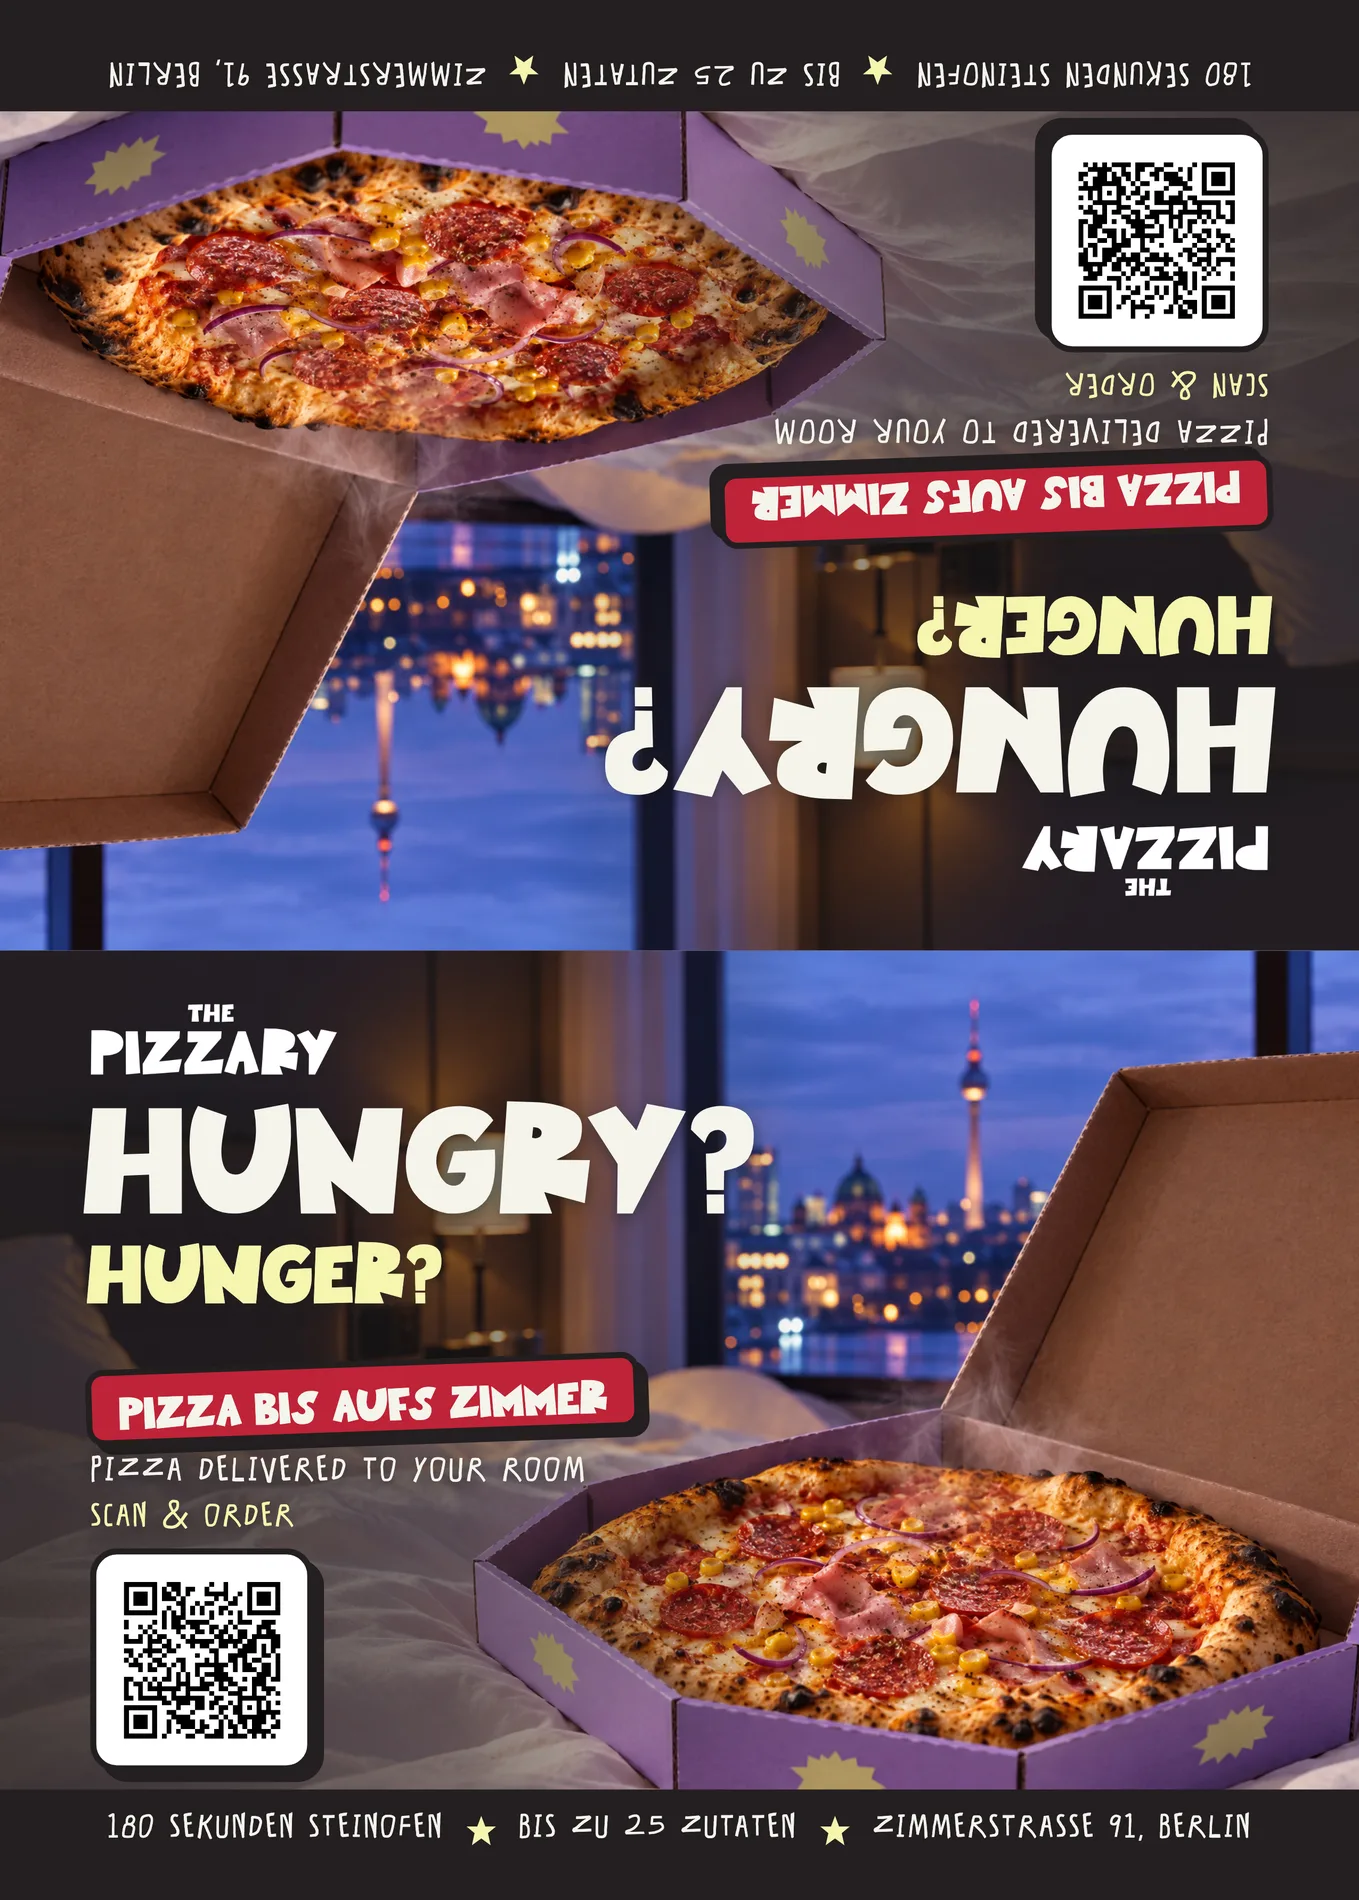 180 SEKUNDEN STEINOFEN ★ BIS ZU 25 ZUTATEN ★ ZIMMERSTRASSE 91, BERLIN
SCAN & ORDER
PIZZA DELIVERED TO YOUR ROOM
PIZZA BIS AUFS ZIMMER
HUNGER?
HUNGRY?
PIZZARY
THE
THE
PIZZARY
HUNGRY?
HUNGER?
PIZZA BIS AUFS ZIMMER
PIZZA DELIVERED TO YOUR ROOM
SCAN & ORDER
180 SEKUNDEN STEINOFEN ★ BIS ZU 25 ZUTATEN ★ ZIMMERSTRASSE 91, BERLIN